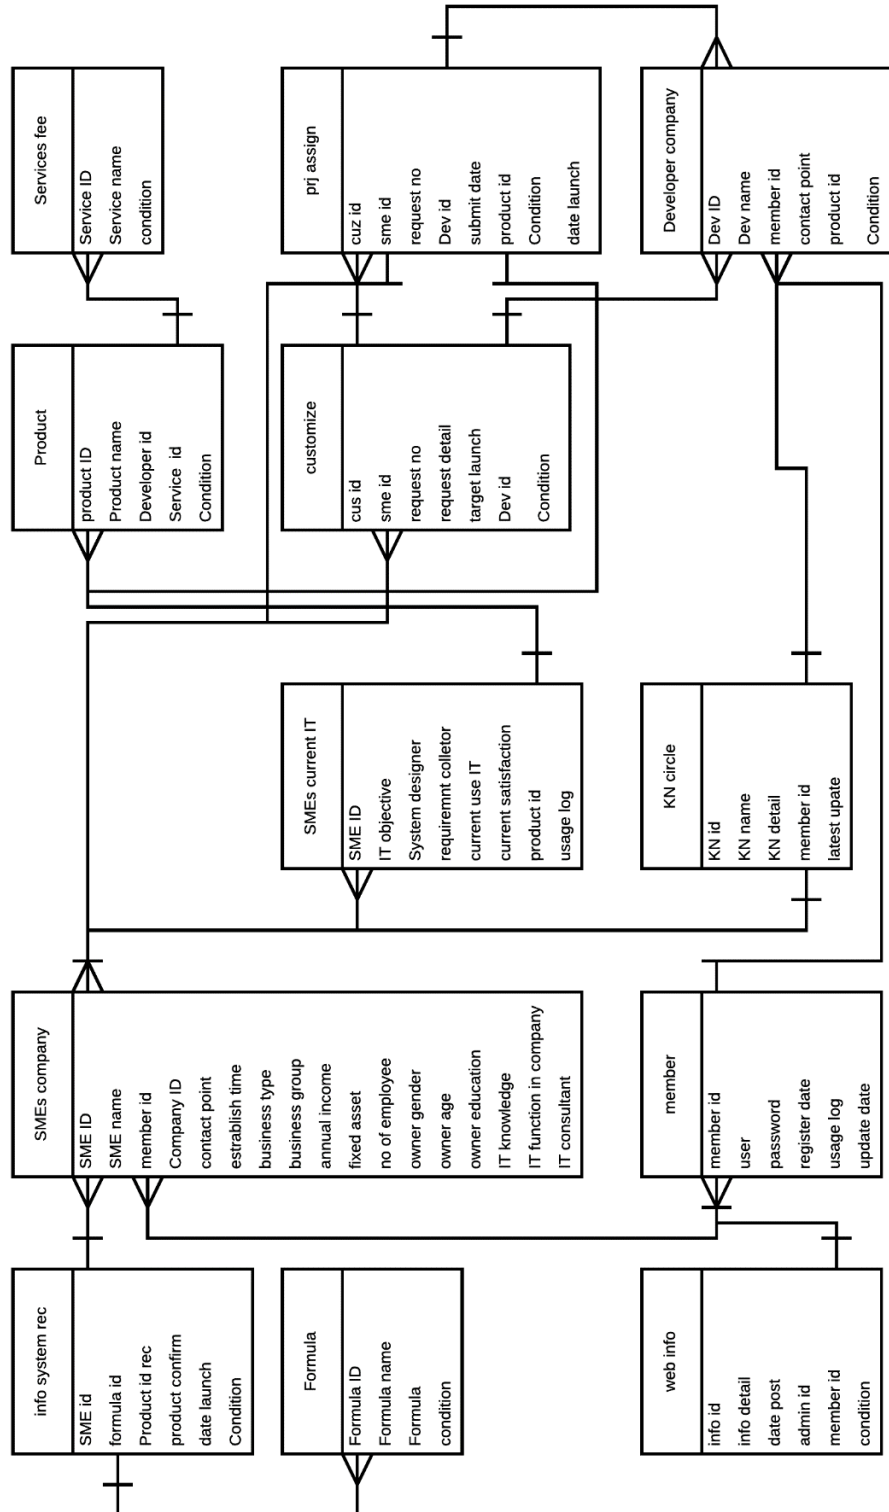 info system rec
SME id
formula id
Product id rec
product confirm
date launch
Condition
SMEs company
SME ID
SME name
member id
Company ID
contact point
estrablish time
business type
business group
annual income
fixed asset
no of employee
owner gender
owner age
owner education
IT knowledge
IT function in company
IT consultant
Product
product ID
Product name
Developer id
Service id
Condition
Services fee
Service ID
Service name
condition
Formula
Formula ID
Formula name
Formula
condition
SMEs current IT
SME ID
IT objective
System designer
requiremnt colletor
current use IT
current satisfaction
product id
usage log
customize
cus id
sme id
request no
request detail
target launch
Dev id
Condition
prj assign
cuz id
sme id
request no
Dev id
submit date
product id
Condition
date launch
web info
info id
info detail
date post
admin id
member id
condition
member
member id
user
password
register date
usage log
update date
KN circle
KN id
KN name
KN detail
member id
latest upate
Developer company
Dev ID
Dev name
member id
contact point
product id
Condition